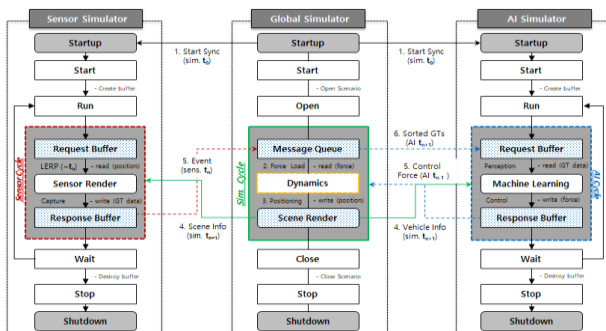 Sensor Simulator
Global Simulator
AI Simulator
Startup
1. Start Sync
(sim. t0)
Startup
1. Start Sync
(sim. t0)
Startup
Start
- Create buffer
Start
- Open Scenario
Start
- Create buffer
Run
Open
Run
Sensor Cycle
Request Buffer
LERP (~tn)
- read (position)
Sensor Render
Capture
- write (GT data)
Response Buffer
5. Event
(sens. tn)
4. Scene Info
(sim. tn+1)
Sim. Cycle
Message Queue
2. Force Load
- read (force)
Dynamics
3. Positioning
- write (position)
Scene Render
6. Sorted GTs
(AI tn+1)
5. Control
Force (AI tn-1)
4. Vehicle Info
(sim. tn+1)
Request Buffer
Perception
- read (GT data)
Machine Learning
Control
- write (force)
Response Buffer
AI Cycle
Wait
- Destroy buffer
Close
- Close Scenario
Wait
- Destroy buffer
Stop
Stop
Stop
Shutdown
Shutdown
Shutdown